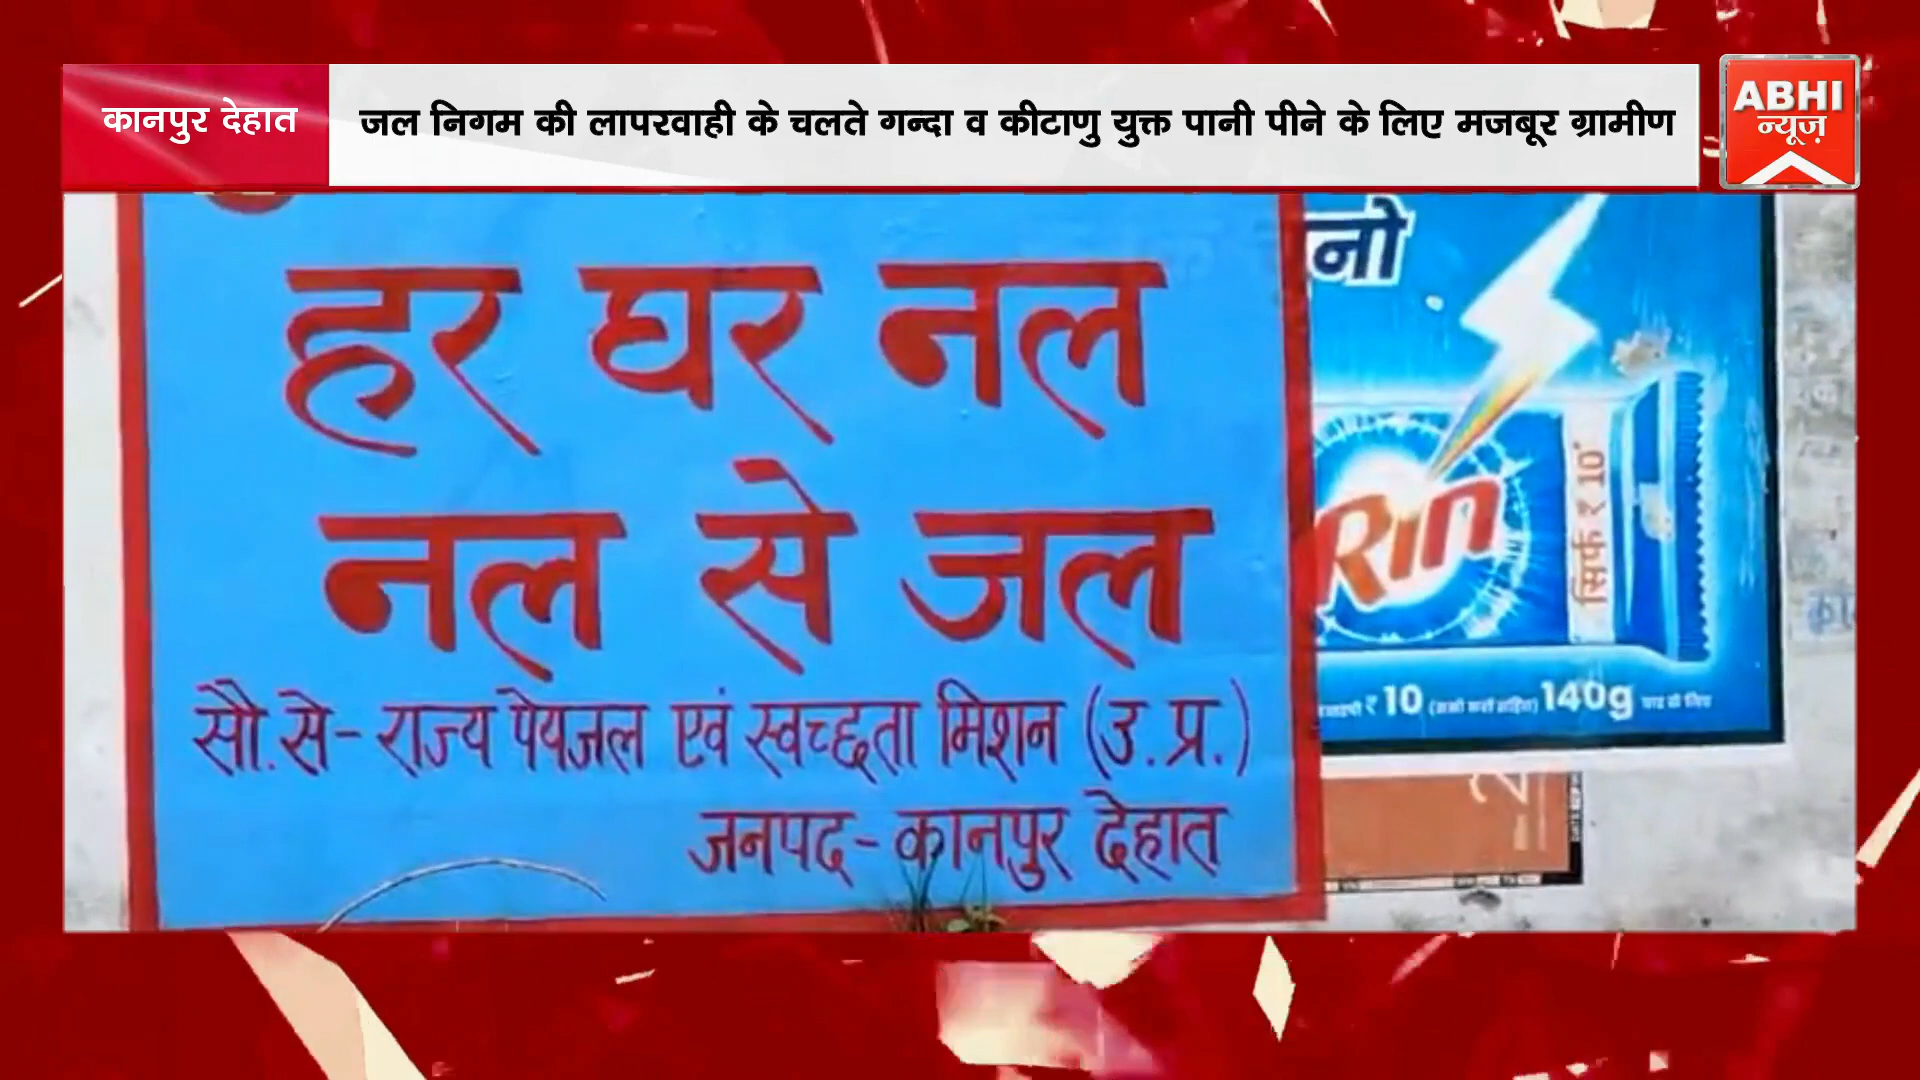 कानपुर देहात
जल निगम की लापरवाही के चलते गन्दा व कीटाणु युक्त पानी पीने के लिए मजबूर ग्रामीण
ABHI
न्यूज़
हर घर नल
नल से जल
सौ.से- राज्य पेयजल एवं स्वच्छता मिशन (उ.प्र.)
जनपद- कानपुर देहात
नो
Rin
सिर्फ ₹ 10
₹ 10 140g